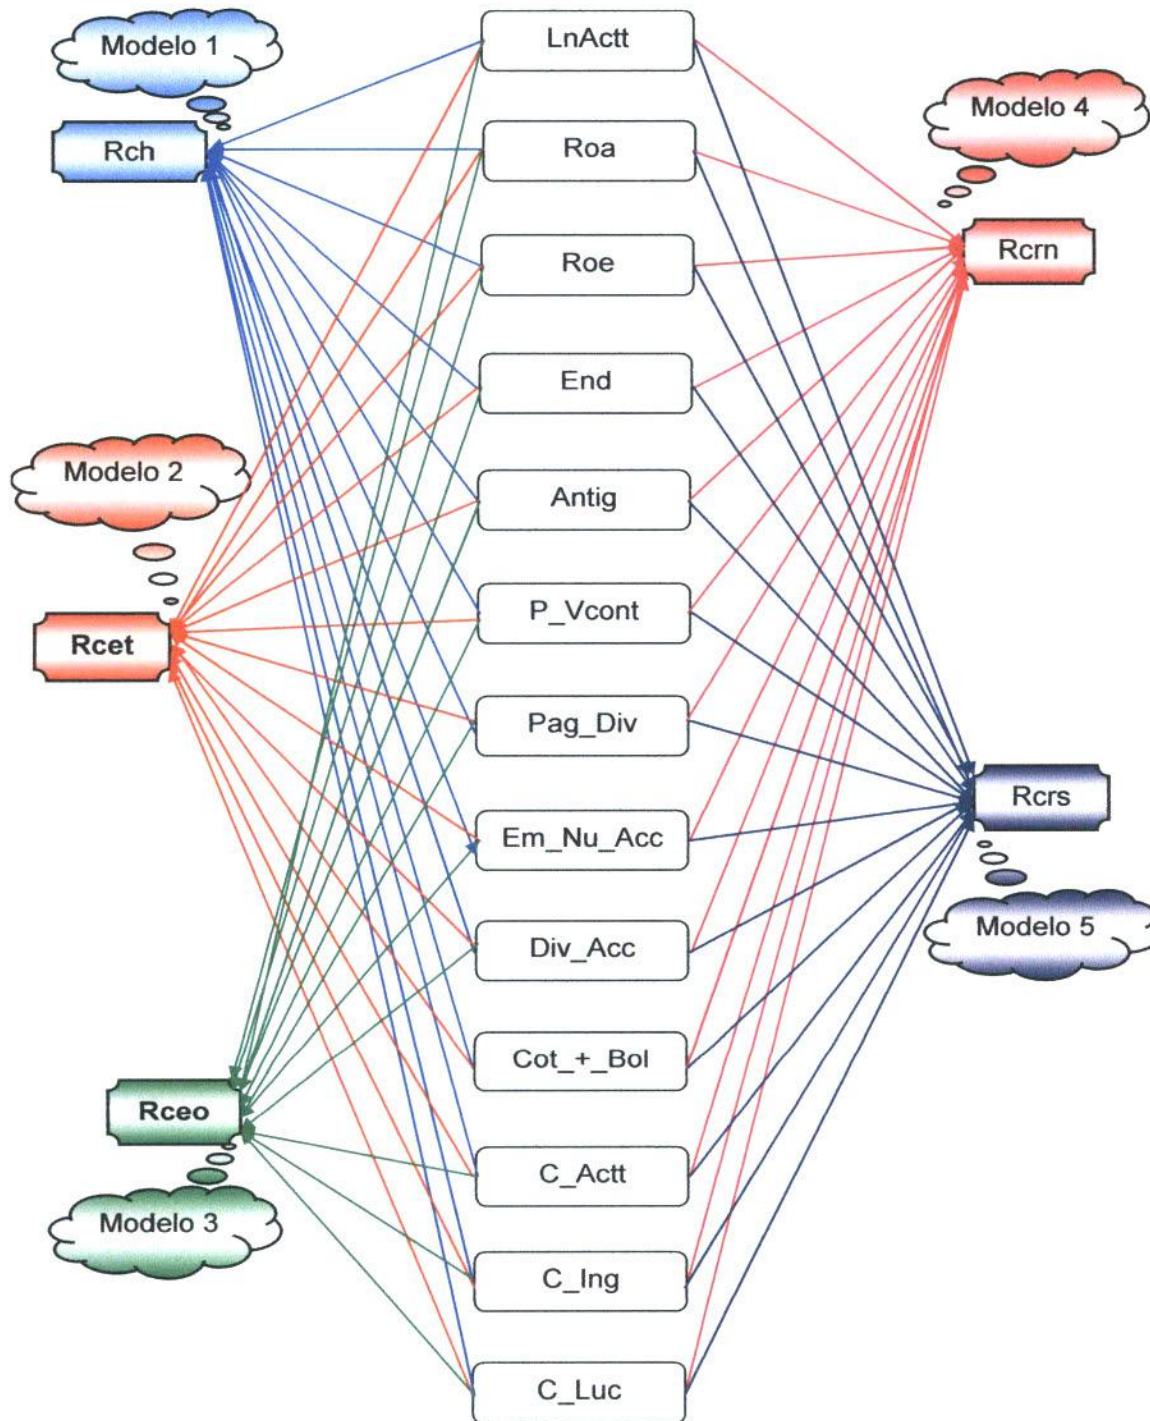 LnActt
Modelo 1
Modelo 4
Rch
Roa
Rcrn
Roe
End
Modelo 2
Antig
P_Vcont
Rcet
Pag_Div
Rcrs
Em_Nu_Acc
Modelo 5
Div_Acc
Cot_+_Bol
Rceo
C_Actt
Modelo 3
C_Ing
C_Luc